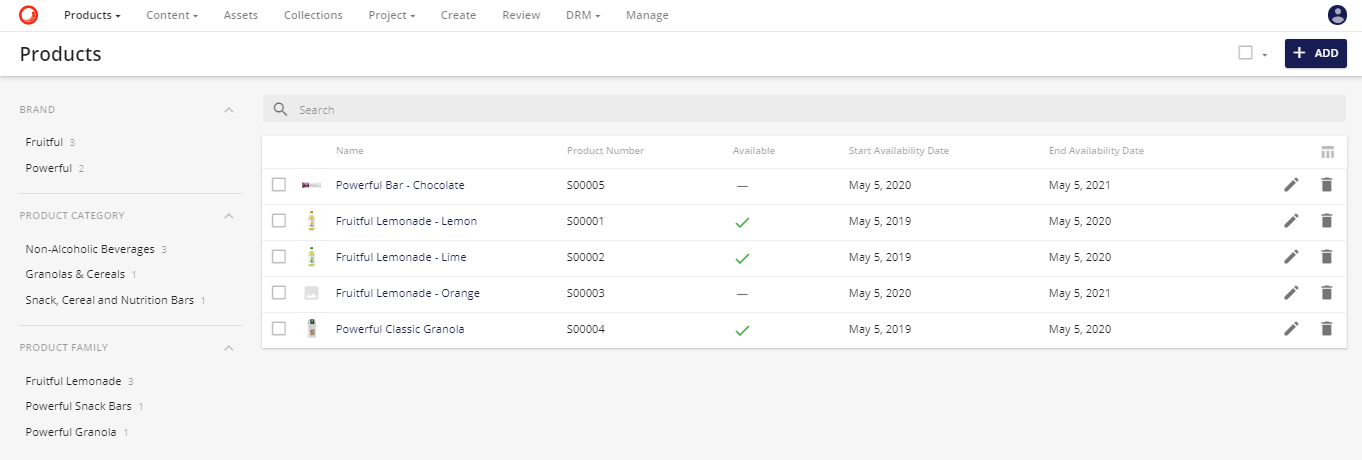 Products Content Assets Collections Project Create Review DRM Manage
Products
ADD
BRAND
Fruitful 3
Powerful 2
PRODUCT CATEGORY
Non-Alcoholic Beverages 3
Granolas & Cereals 1
Snack, Cereal and Nutrition Bars 1
PRODUCT FAMILY
Fruitful Lemonade 3
Powerful Snack Bars 1
Powerful Granola 1
Search
Name Product Number Available Start Availability Date End Availability Date
Powerful Bar - Chocolate S00005 — May 5, 2020 May 5, 2021
Fruitful Lemonade - Lemon S00001 May 5, 2019 May 5, 2020
Fruitful Lemonade - Lime S00002 May 5, 2019 May 5, 2020
Fruitful Lemonade - Orange S00003 — May 5, 2020 May 5, 2021
Powerful Classic Granola S00004 May 5, 2019 May 5, 2020